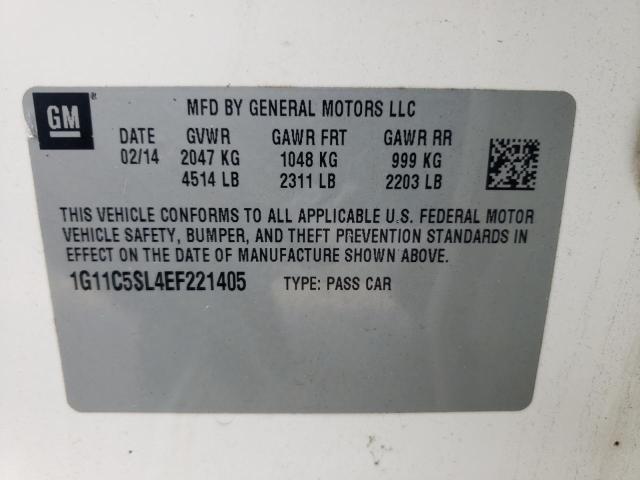 GM
MFD BY GENERAL MOTORS LLC
DATE GVWR GAWR FRT GAWR RR
02/14 2047 KG 1048 KG 999 KG
4514 LB 2311 LB 2203 LB
THIS VEHICLE CONFORMS TO ALL APPLICABLE U.S. FEDERAL MOTOR
VEHICLE SAFETY, BUMPER, AND THEFT PREVENTION STANDARDS IN
EFFECT ON THE DATE OF MANUFACTURE SHOWN ABOVE.
1G11C5SL4EF221405 TYPE: PASS CAR